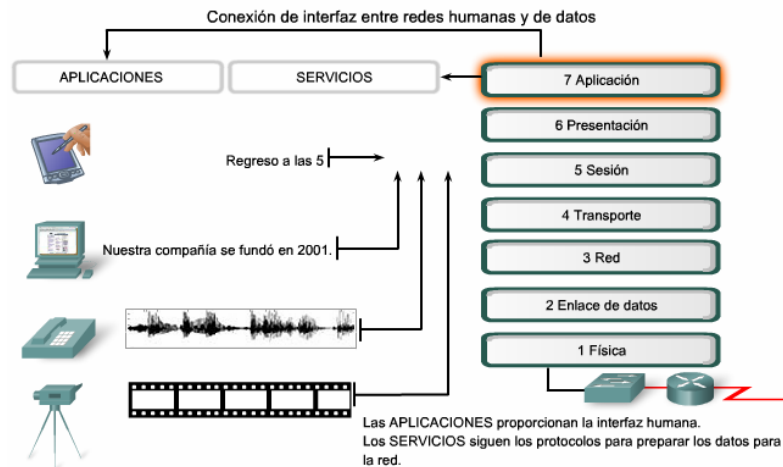 Conexión de interfaz entre redes humanas y de datos
APLICACIONES
SERVICIOS
7 Aplicación
6 Presentación
Regreso a las 5
5 Sesión
4 Transporte
Nuestra compañía se fundó en 2001.
3 Red
2 Enlace de datos
1 Física
Las APLICACIONES proporcionan la interfaz humana.
Los SERVICIOS siguen los protocolos para preparar los datos para
la red.